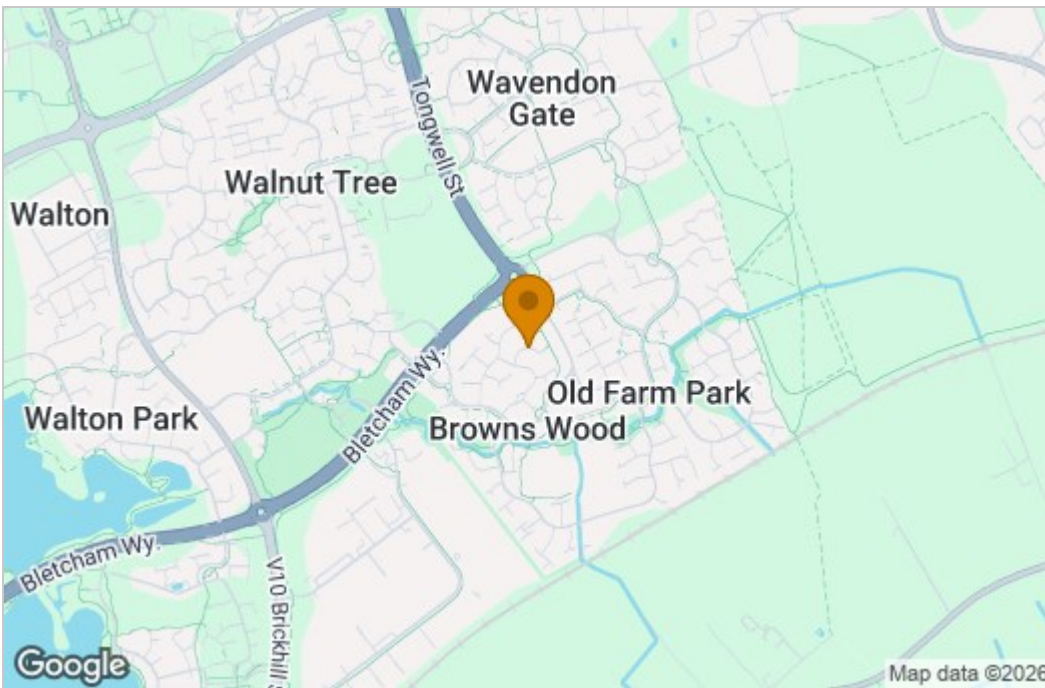 Wavendon
Gate
Tongwell St
Walnut Tree
Walton
Old Farm Park
Walton Park
Browns Wood
Bletcham Wy.
Bletcham Wy.
V10 Brickhill S
Google
Map data ©2026